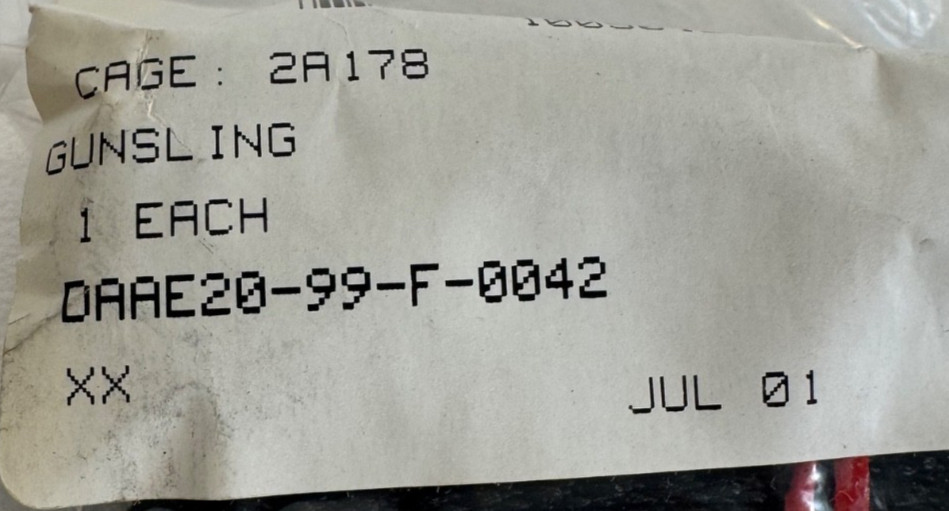 CAGE: 2A178
GUNSLING
1 EACH
DAAE20-99-F-0042
XX
JUL 01